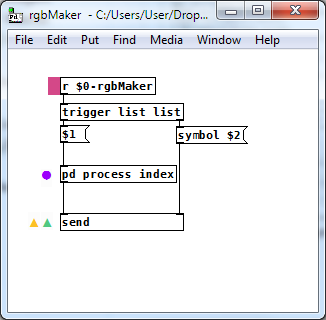 rgbMaker - C:/Users/User/Drop...
File Edit Put Find Media Window Help
r $0-rgbMaker
trigger list list
$1
symbol $2
pd process index
send